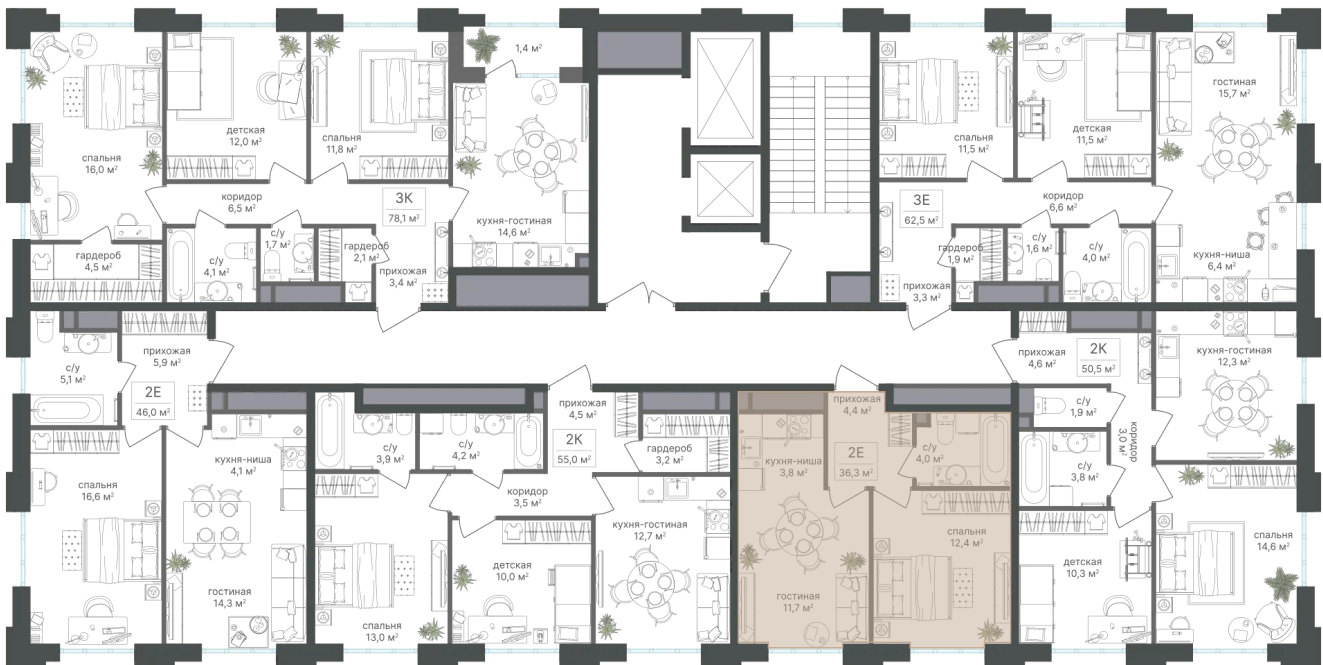 1,4 м²
спальня
16,0 м²
детская
12,0 м²
спальня
11,8 м²
кухня-гостиная
14,6 м²
коридор
6,5 м²
3К
78,1 м²
гардероб
4,5 м²
с/у
4,1 м²
с/у
1,7 м²
гардероб
2,1 м²
прихожая
3,4 м²
спальня
11,5 м²
детская
11,5 м²
гостиная
15,7 м²
3Е
62,5 м²
коридор
6,6 м²
гардероб
1,9 м²
с/у
1,6 м²
с/у
4,0 м²
кухня-ниша
6,4 м²
прихожая
3,3 м²
с/у
5,1 м²
прихожая
5,9 м²
2Е
46,0 м²
спальня
16,6 м²
кухня-ниша
4,1 м²
гостиная
14,3 м²
с/у
3,9 м²
с/у
4,2 м²
прихожая
4,5 м²
2К
55,0 м²
гардероб
3,2 м²
коридор
3,5 м²
спальня
13,0 м²
детская
10,0 м²
кухня-гостиная
12,7 м²
прихожая
4,4 м²
кухня-ниша
3,8 м²
2Е
36,3 м²
с/у
4,0 м²
гостиная
11,7 м²
спальня
12,4 м²
прихожая
4,6 м²
2К
50,5 м²
кухня-гостиная
12,3 м²
с/у
1,9 м²
коридор
3,0 м²
с/у
3,8 м²
детская
10,3 м²
спальня
14,6 м²